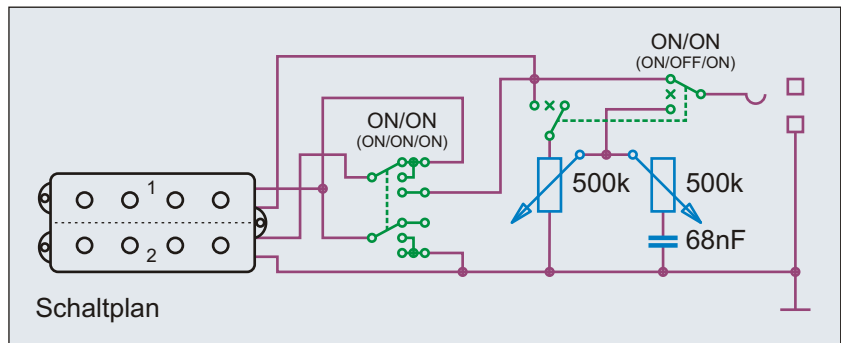 ON/ON
(ON/OFF/ON)
ON/ON
(ON/ON/ON)
1
2
500k
500k
68nF
Schaltplan